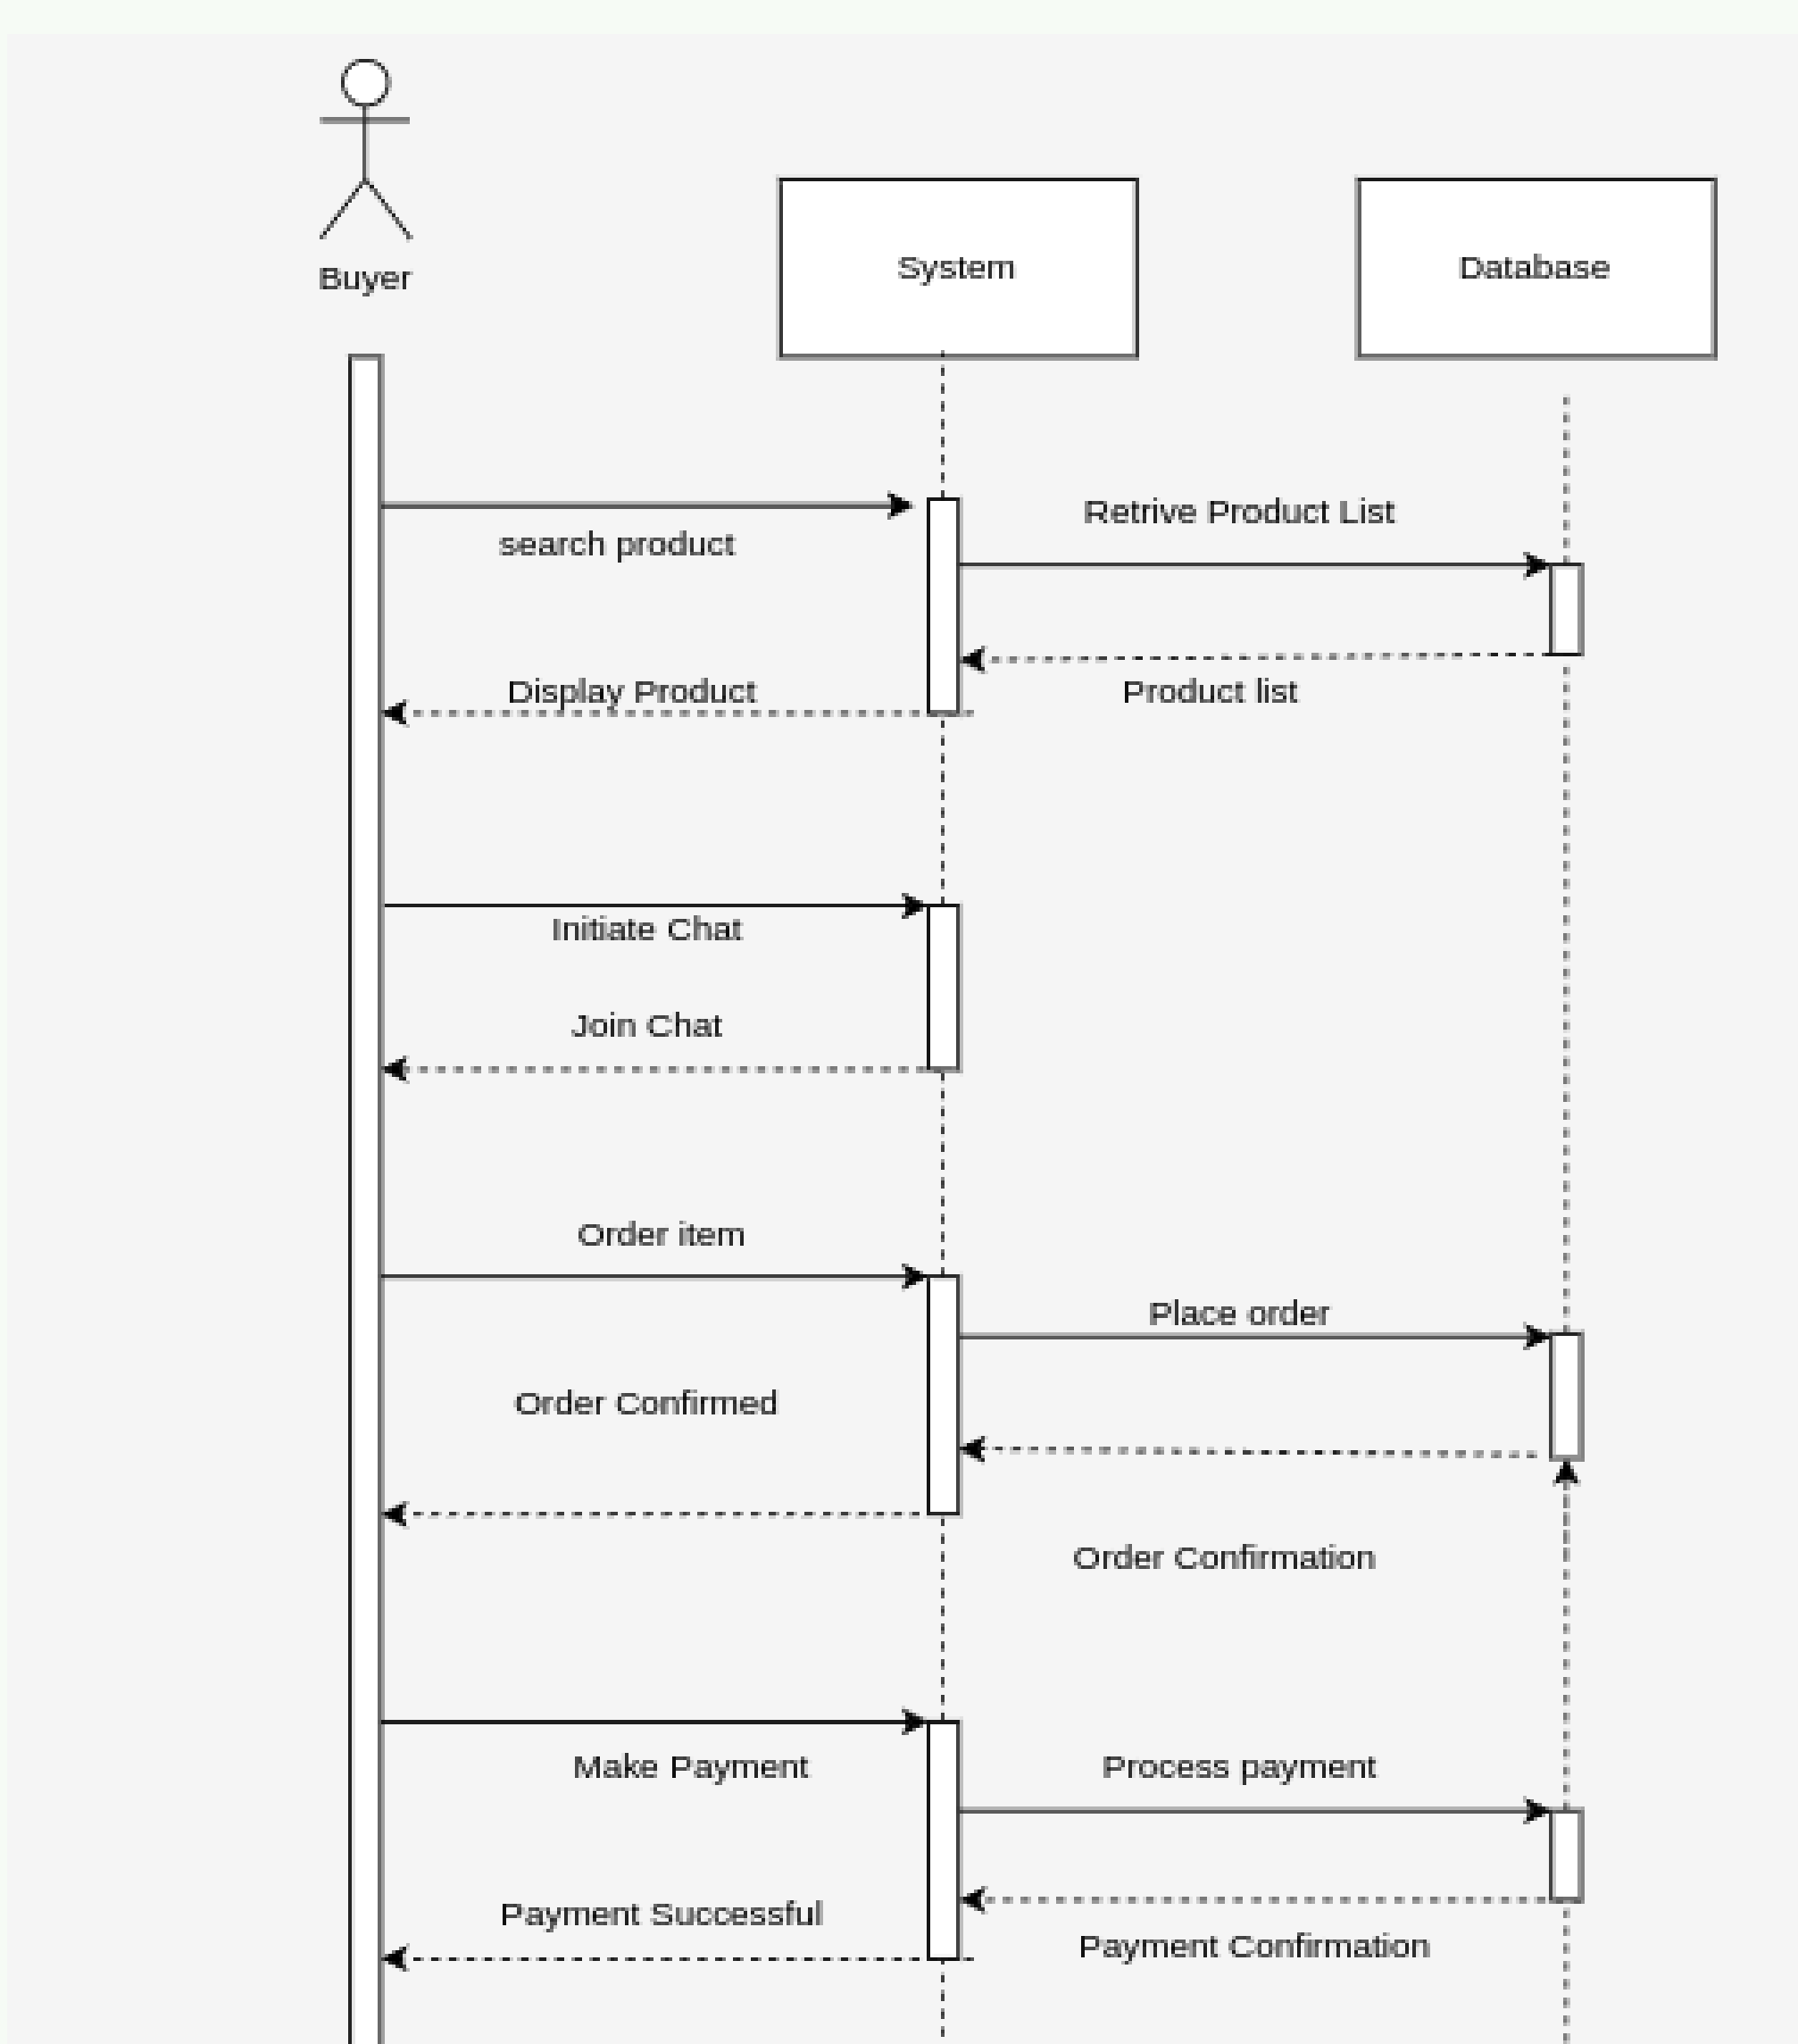 Buyer
System
Database
search product
Retrive Product List
Display Product
Product list
Initiate Chat
Join Chat
Order item
Place order
Order Confirmed
Order Confirmation
Make Payment
Process payment
Payment Successful
Payment Confirmation